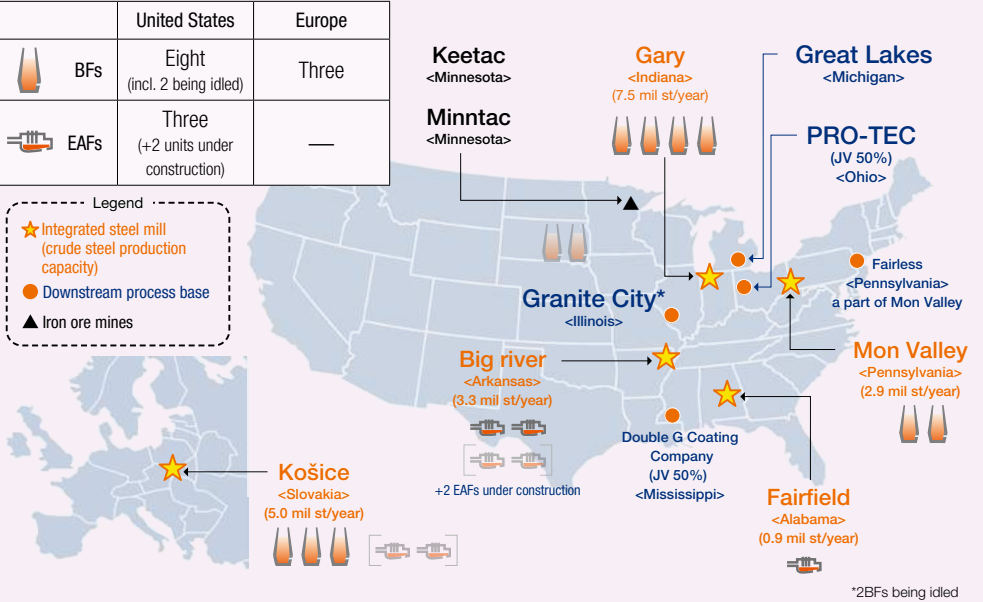 United States
Europe
BFs
Eight
(incl. 2 being idled)
Three
EAFs
Three
(+2 units under
construction)
—
Legend
Integrated steel mill
(crude steel production
capacity)
Downstream process base
Iron ore mines
Keetac
<Minnesota>
Minntac
<Minnesota>
Gary
<Indiana>
(7.5 mil st/year)
Great Lakes
<Michigan>
PRO-TEC
(JV 50%)
<Ohio>
Fairless
<Pennsylvania>
a part of Mon Valley
Granite City*
<Illinois>
Mon Valley
<Pennsylvania>
(2.9 mil st/year)
Big river
<Arkansas>
(3.3 mil st/year)
+2 EAFs under construction
Double G Coating
Company
(JV 50%)
<Mississippi>
Fairfield
<Alabama>
(0.9 mil st/year)
Košice
<Slovakia>
(5.0 mil st/year)
*2BFs being idled